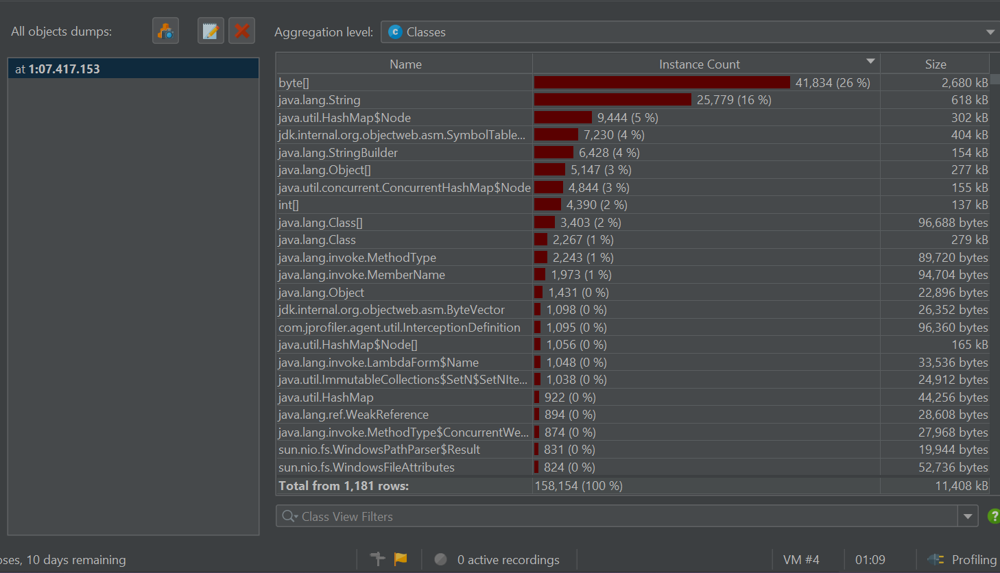 All objects dumps:
Aggregation level:
c Classes
at 1:07.417.153
Name Instance Count Size
byte[] 41,834 (26 %) 2,680 kB
java.lang.String 25,779 (16 %) 618 kB
java.util.HashMap$Node 9,444 (5 %) 302 kB
jdk.internal.org.objectweb.asm.SymbolTable... 7,230 (4 %) 404 kB
java.lang.StringBuilder 6,428 (4 %) 154 kB
java.lang.Object[] 5,147 (3 %) 277 kB
java.util.concurrent.ConcurrentHashMap$Node 4,844 (3 %) 155 kB
int[] 4,390 (2 %) 137 kB
java.lang.Class[] 3,403 (2 %) 96,688 bytes
java.lang.Class 2,267 (1 %) 279 kB
java.lang.invoke.MethodType 2,243 (1 %) 89,720 bytes
java.lang.invoke.MemberName 1,973 (1 %) 94,704 bytes
java.lang.Object 1,431 (0 %) 22,896 bytes
jdk.internal.org.objectweb.asm.ByteVector 1,098 (0 %) 26,352 bytes
com.jprofiler.agent.util.InterceptionDefinition 1,095 (0 %) 96,360 bytes
java.util.HashMap$Node[] 1,056 (0 %) 165 kB
java.lang.invoke.LambdaForm$Name 1,048 (0 %) 33,536 bytes
java.util.ImmutableCollections$SetN$SetNIte... 1,038 (0 %) 24,912 bytes
java.util.HashMap 922 (0 %) 44,256 bytes
java.lang.ref.WeakReference 894 (0 %) 28,608 bytes
java.lang.invoke.MethodType$ConcurrentWe... 874 (0 %) 27,968 bytes
sun.nio.fs.WindowsPathParser$Result 831 (0 %) 19,944 bytes
sun.nio.fs.WindowsFileAttributes 824 (0 %) 52,736 bytes
Total from 1,181 rows: 158,154 (100 %) 11,408 kB
Class View Filters
?
oses, 10 days remaining
0 active recordings
VM #4
01:09
Profiling